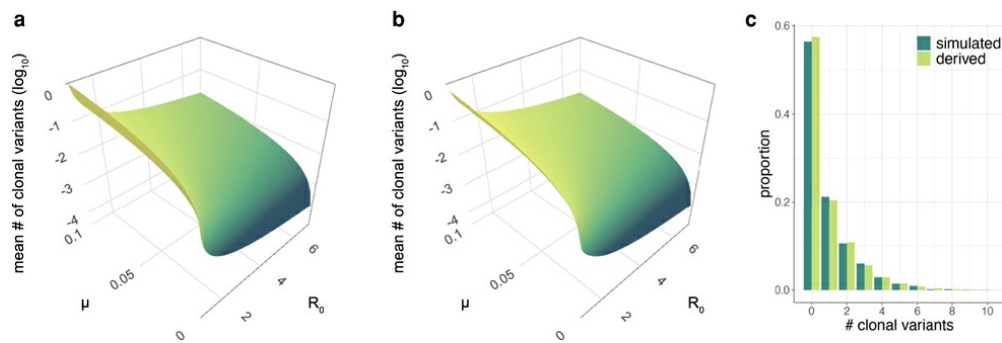 a
mean # of clonal variants (log10)
0
-1
-2
-3
-4
0.1
0.05
0
µ
2
4
6
R0
b
mean # of clonal variants (log10)
0
-1
-2
-3
-4
0.1
0.05
0
µ
2
4
6
R0
c
proportion
0.6
0.4
0.2
0.0
simulated
derived
0 2 4 6 8 10
# clonal variants